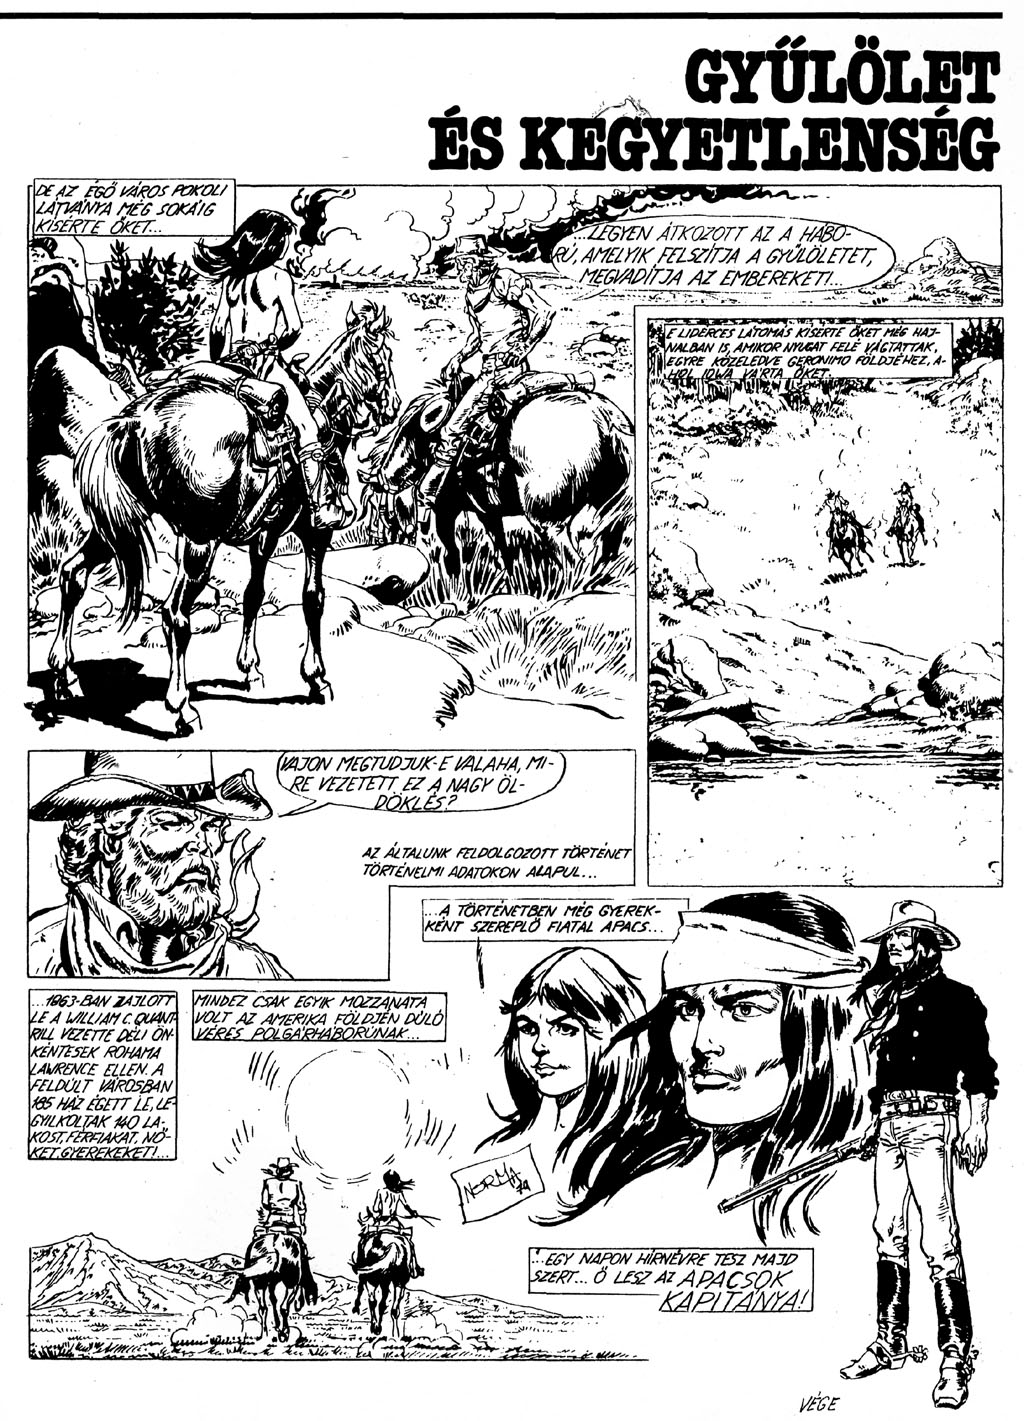 GYŰLÖLET
ÉS KEGYETLENSÉG
DE AZ ÉGŐ VÁROS POKOLI
LÁTVÁNYA MÉG SOKÁIG
KISÉRTE ŐKET...
...LEGYEN ÁTKOZOTT AZ A HÁBO-
RÚ, AMELYIK FELSZÍTJA A GYŰLÖLETET,
MEGVADÍTJA AZ EMBEREKET!...
E LIDÉRCES LÁTOMÁS KISÉRTE ŐKET MÉG HAJ-
NALBAN IS, AMIKOR NYUGAT FELÉ VÁGTATTAK,
EGYRE KÖZELEDVE GERONIMO FÖLDJÉHEZ, A-
HOL IOWA VÁRTA ŐKET.
VAJON MEGTUDJUK-E VALAHA, MI-
RE VEZETETT EZ A NAGY ÖL-
DÖKLÉS?
AZ ÁLTALUNK FELDOLGOZOTT TÖRTÉNET
TÖRTÉNELMI ADATOKON ALAPUL...
...1863-BAN ZAJLOTT
LE A WILLIAM C. QUANT-
RILL VEZETTE DÉLI ÖN-
KÉNTESEK ROHAMA
LAWRENCE ELLEN. A
FELDÚLT VÁROSBAN
185 HÁZ ÉGETT LE, LE-
GYILKOLTAK 140 LA-
KOST, FÉRFIAKAT, NŐ-
KET, GYEREKEKET!...
MINDEZ CSAK EGYIK MOZZANATA
VOLT AZ AMERIKA FÖLDJÉN DÚLÓ
VÉRES POLGÁRHÁBORÚNAK...
...A TÖRTÉNETBEN MÉG GYEREK-
KÉNT SZEREPLŐ FIATAL APACS...
NORMA
74
...EGY NAPON HÍRNÉVRE TESZ MAJD
SZERT... Ő LESZ AZ APACSOK
KAPITÁNYA!
VÉGE